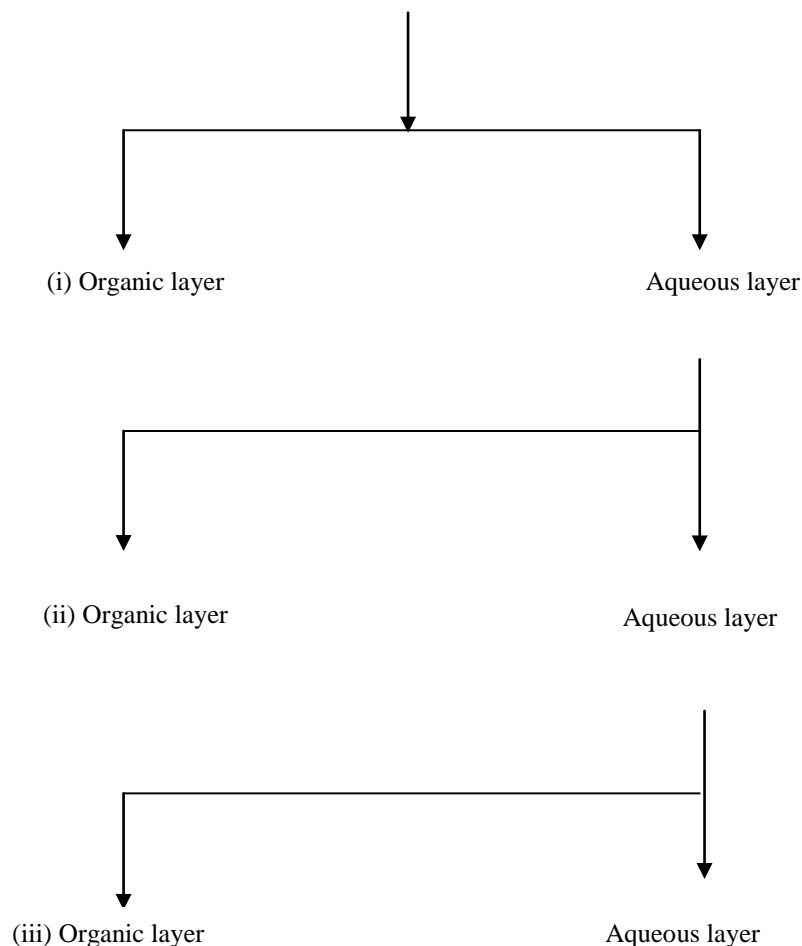 (i) Organic layer
Aqueous layer
(ii) Organic layer
Aqueous layer
(iii) Organic layer
Aqueous layer